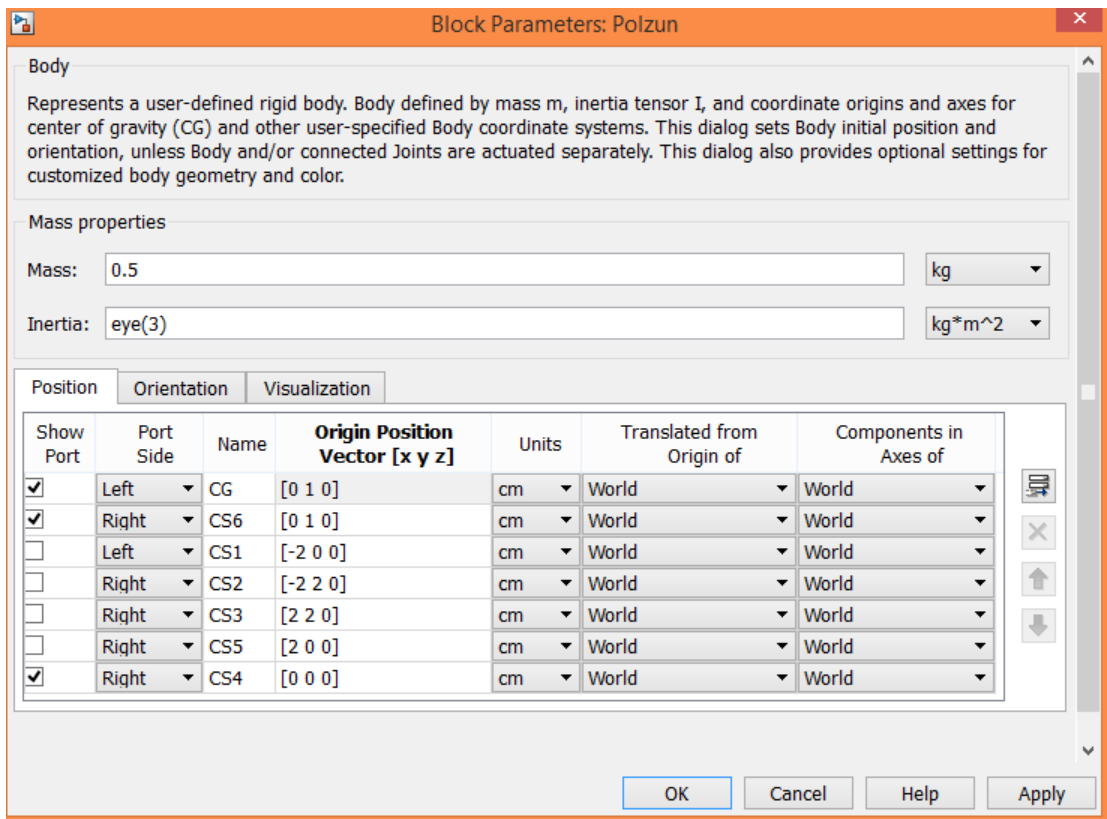 Block Parameters: Polzun
Body
Represents a user-defined rigid body. Body defined by mass m, inertia tensor I, and coordinate origins and axes for
center of gravity (CG) and other user-specified Body coordinate systems. This dialog sets Body initial position and
orientation, unless Body and/or connected Joints are actuated separately. This dialog also provides optional settings for
customized body geometry and color.
Mass properties
Mass: 0.5 kg
Inertia: eye(3) kg*m^2
Position Orientation Visualization
Show Port Port Side Name Origin Position Vector [x y z] Units Translated from Origin of Components in Axes of
Left CG [0 1 0] cm World World
Right CS6 [0 1 0] cm World World
Left CS1 [-2 0 0] cm World World
Right CS2 [-2 2 0] cm World World
Right CS3 [2 2 0] cm World World
Right CS5 [2 0 0] cm World World
Right CS4 [0 0 0] cm World World
OK Cancel Help Apply